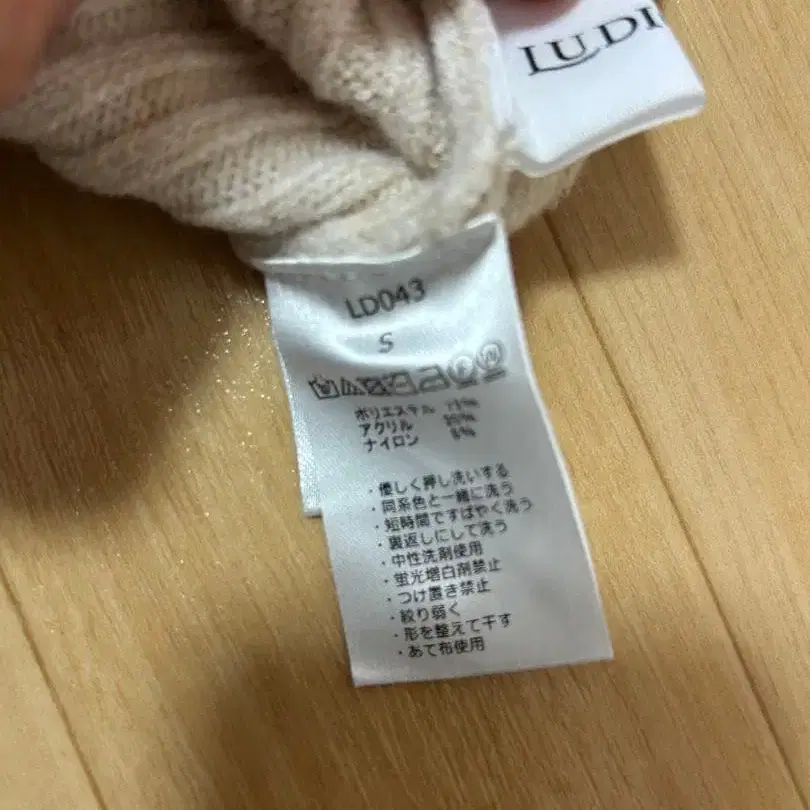 LUDI
LD043
S
ポリエステル
アクリル
ナイロン
・優しく押し洗いする
・同系色と一緒に洗う
・短時間ですばやく洗う
・裏返しにして洗う
・中性洗剤使用
・蛍光増白剤禁止
・つけ置き禁止
・絞り弱く
・形を整えて干す
・あて布使用